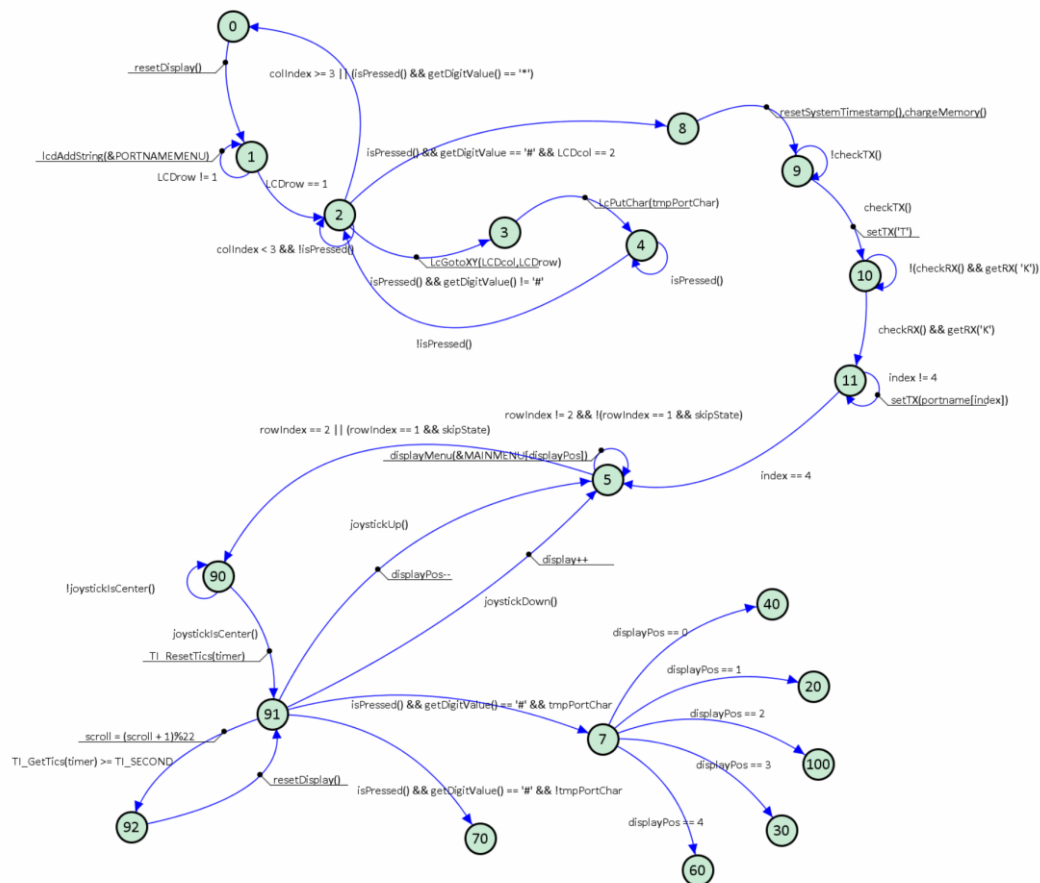 0
resetDisplay()
colIndex >= 3 || (isPressed() && getDigitValue() == '*')
8
resetSystemTimestamp(),chargeMemory()
lcdAddString(&PORTNAMEMENU)
1
isPressed() && getDigitValue == '#' && LCDcol == 2
!checkTX()
9
LCDrow != 1
LCDrow == 1
LcPutChar(tmpPortChar)
checkTX()
2
3
setTX('T')
4
colIndex < 3 && !isPressed()
LcGotoXY(LCDcol,LCDrow)
!(checkRX() && getRX( 'K'))
10
isPressed() && getDigitValue() != '#'
isPressed()
checkRX() && getRX('K')
!isPressed()
index != 4
11
setTX(portname[index])
rowIndex != 2 && !(rowIndex == 1 && skipState)
rowIndex == 2 || (rowIndex == 1 && skipState)
displayMenu(&MAINMENU[displayPos])
5
index == 4
joystickUp()
display++
90
displayPos--
!joystickIsCenter()
joystickDown()
40
joystickIsCenter()
displayPos == 0
TI_ResetTics(timer)
displayPos == 1
20
isPressed() && getDigitValue() == '#' && tmpPortChar
91
displayPos == 2
scroll = (scroll + 1)%22
7
TI_GetTics(timer) >= TI_SECOND
displayPos == 3
100
resetDisplay()
isPressed() && getDigitValue() == '#' && !tmpPortChar
displayPos == 4
92
70
30
60